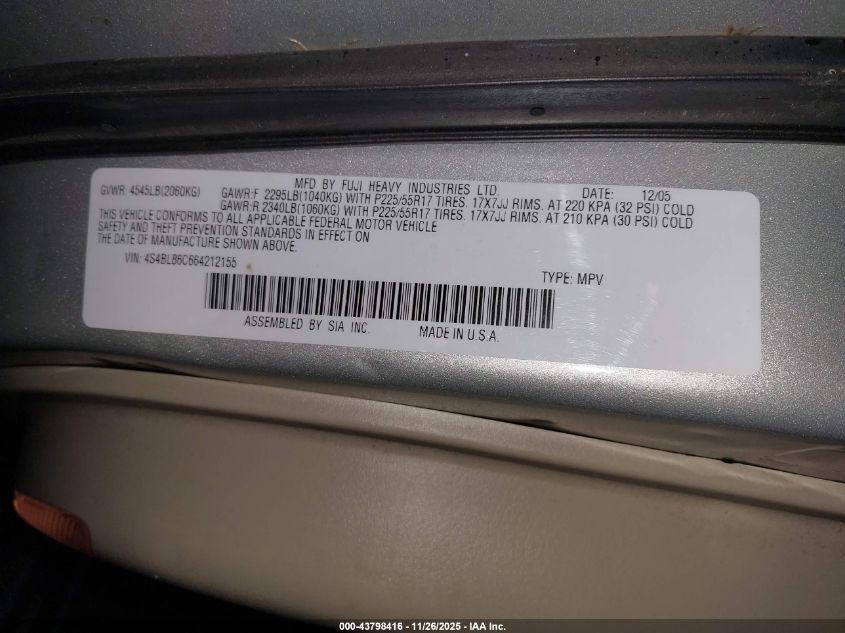 MFD BY FUJI HEAVY INDUSTRIES LTD. DATE: 12/05
GVWR: 4545LB(2060KG) GAWR:F 2295LB(1040KG) WITH P225/55R17 TIRES. 17X7JJ RIMS. AT 220 KPA (32 PSI) COLD
GAWR:R 2340LB(1060KG) WITH P225/55R17 TIRES. 17X7JJ RIMS. AT 210 KPA (30 PSI) COLD
THIS VEHICLE CONFORMS TO ALL APPLICABLE FEDERAL MOTOR VEHICLE
SAFETY AND THEFT PREVENTION STANDARDS IN EFFECT ON
THE DATE OF MANUFACTURE SHOWN ABOVE.
VIN: 4S4BL86C664212155 TYPE: MPV
ASSEMBLED BY SIA INC. MADE IN U.S.A.
000-43798416 - 11/26/2025 - IAA Inc.